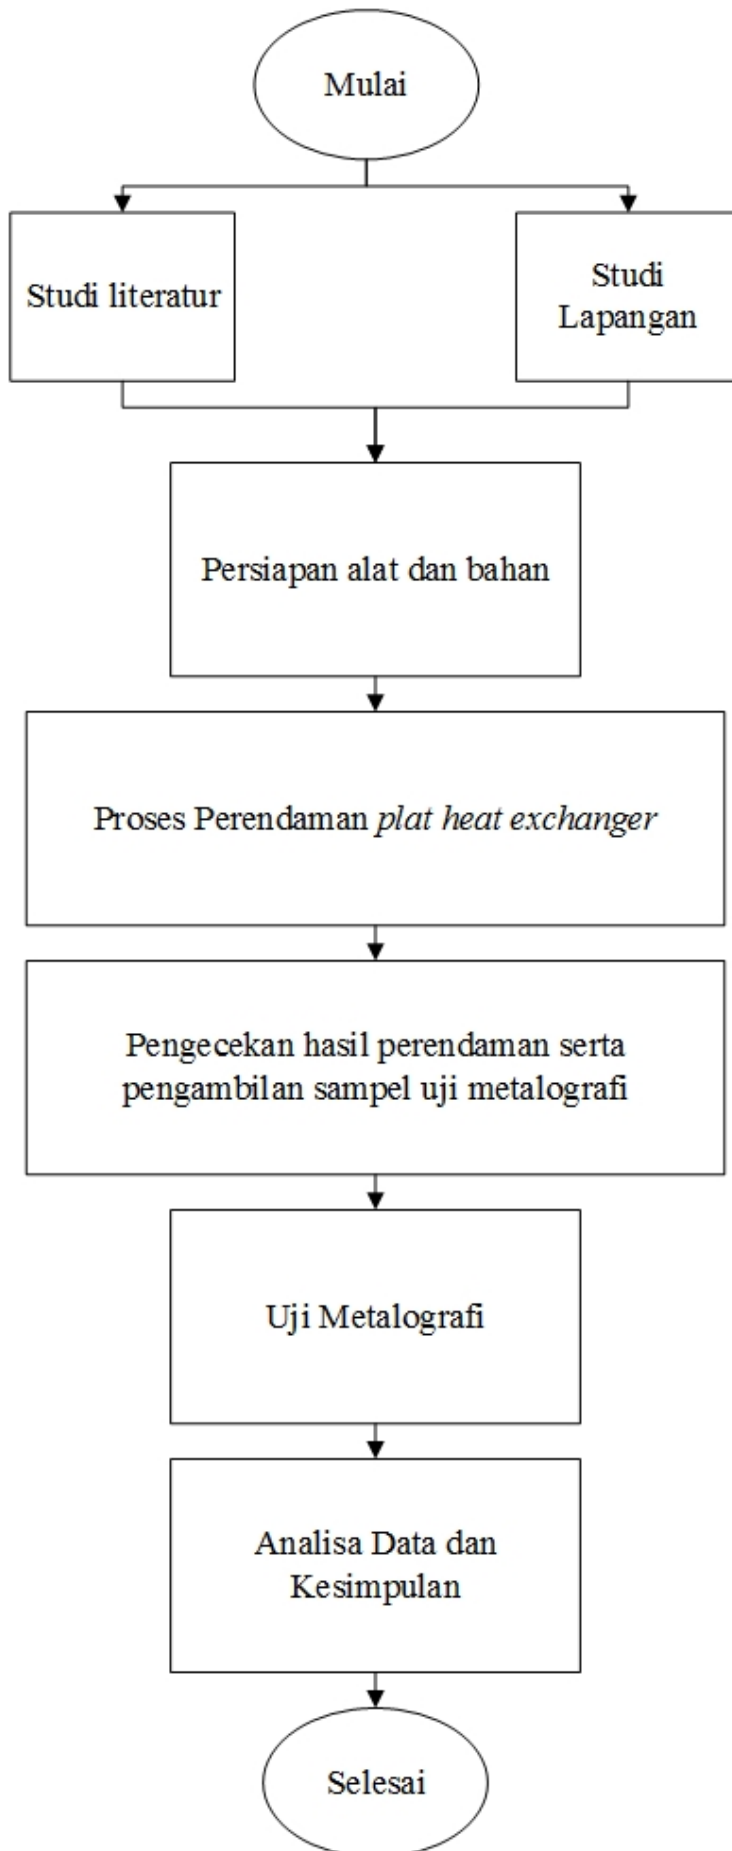 Mulai
Studi literatur
Studi
Lapangan
Persiapan alat dan bahan
Proses Perendaman plat heat exchanger
Pengecekan hasil perendaman serta
pengambilan sampel uji metalografi
Uji Metalografi
Analisa Data dan
Kesimpulan
Selesai